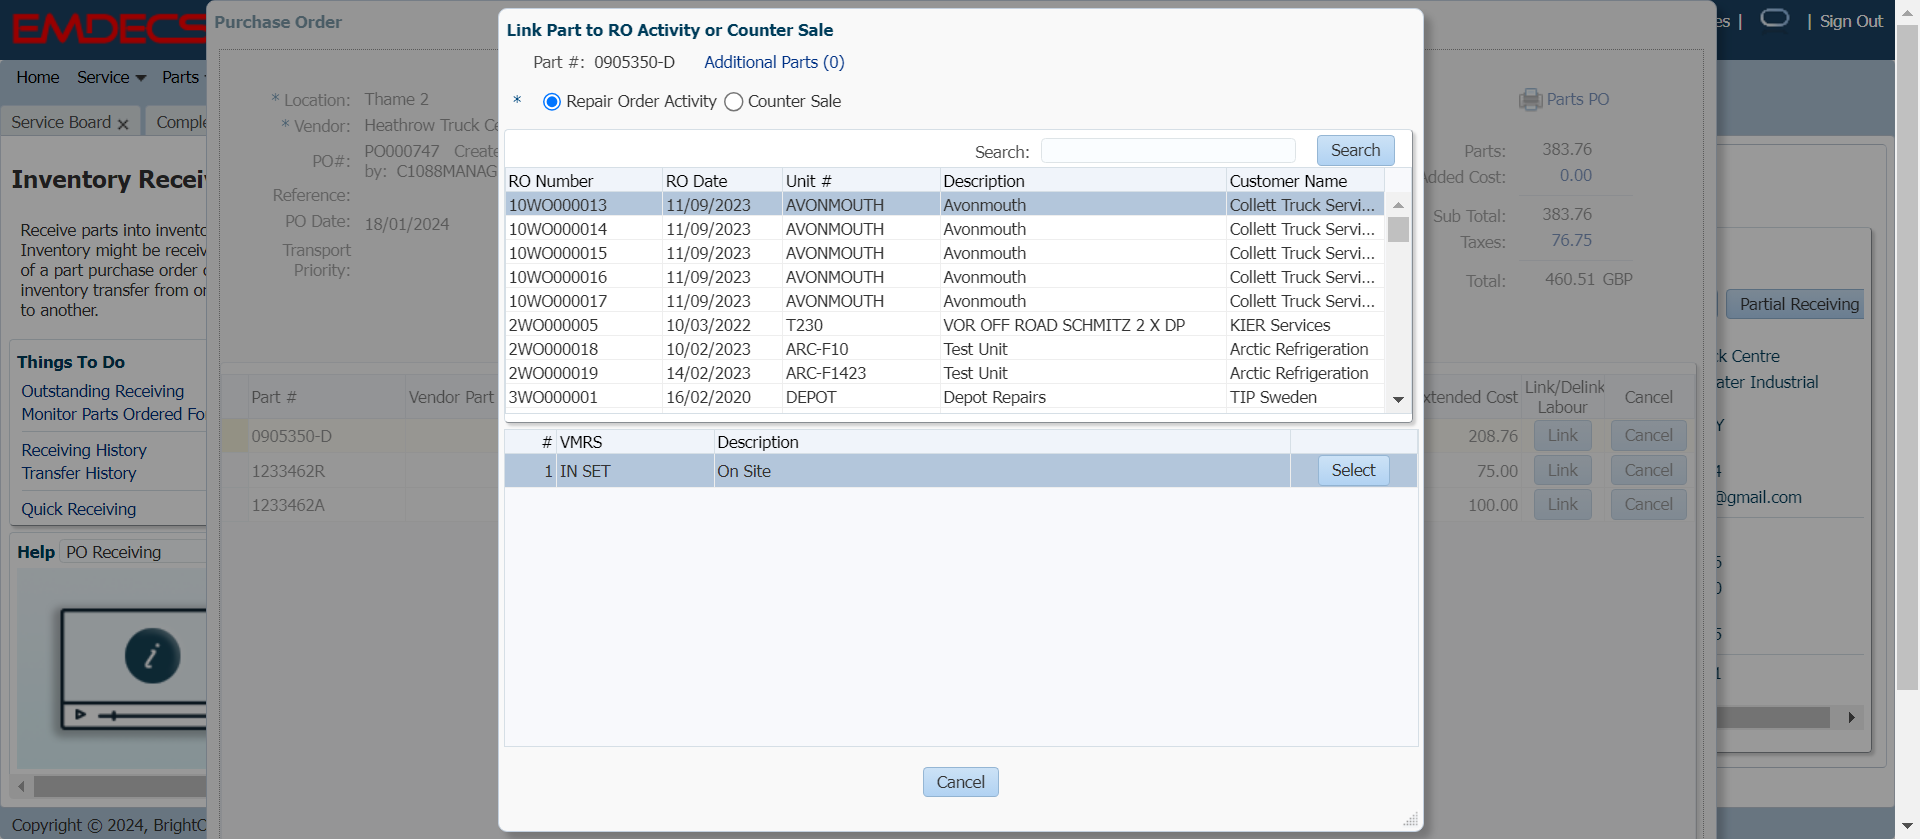 EMDECS
Purchase Order
Link Part to RO Activity or Counter Sale
es | | Sign Out
Part #: 0905350-D Additional Parts (0)
Home Service Parts
* Location: Thame 2
* Repair Order Activity Counter Sale
Parts PO
Service Board Comple
* Vendor: Heathrow Truck Ce
PO#: PO000747 Create
by: C1088MANAG
Search: Search
Parts: 383.76
Added Cost: 0.00
Inventory Recei
Reference:
RO Number RO Date Unit # Description Customer Name
10WO000013 11/09/2023 AVONMOUTH Avonmouth Collett Truck Servi...
10WO000014 11/09/2023 AVONMOUTH Avonmouth Collett Truck Servi...
10WO000015 11/09/2023 AVONMOUTH Avonmouth Collett Truck Servi...
10WO000016 11/09/2023 AVONMOUTH Avonmouth Collett Truck Servi...
10WO000017 11/09/2023 AVONMOUTH Avonmouth Collett Truck Servi...
2WO000005 10/03/2022 T230 VOR OFF ROAD SCHMITZ 2 X DP KIER Services
2WO000018 10/02/2023 ARC-F10 Test Unit Arctic Refrigeration
2WO000019 14/02/2023 ARC-F1423 Test Unit Arctic Refrigeration
3WO000001 16/02/2020 DEPOT Depot Repairs TIP Sweden
PO Date: 18/01/2024
Transport
Priority:
Sub Total: 383.76
Taxes: 76.75
Total: 460.51 GBP
Receive parts into invento
Inventory might be receiv
of a part purchase order o
inventory transfer from on
to another.
Partial Receiving
Things To Do
Outstanding Receiving
Monitor Parts Ordered Fo
Receiving History
Transfer History
Quick Receiving
k Centre
ater Industrial
Y
4
@gmail.com
Part # Vendor Part
xtended Cost Link/Delink
Labour Cancel
0905350-D 208.76 Link Cancel
1233462R 75.00 Link Cancel
1233462A 100.00 Link Cancel
# VMRS Description
1 IN SET On Site Select
Help PO Receiving
i
5
0
5
1
Cancel
Copyright © 2024, BrightO